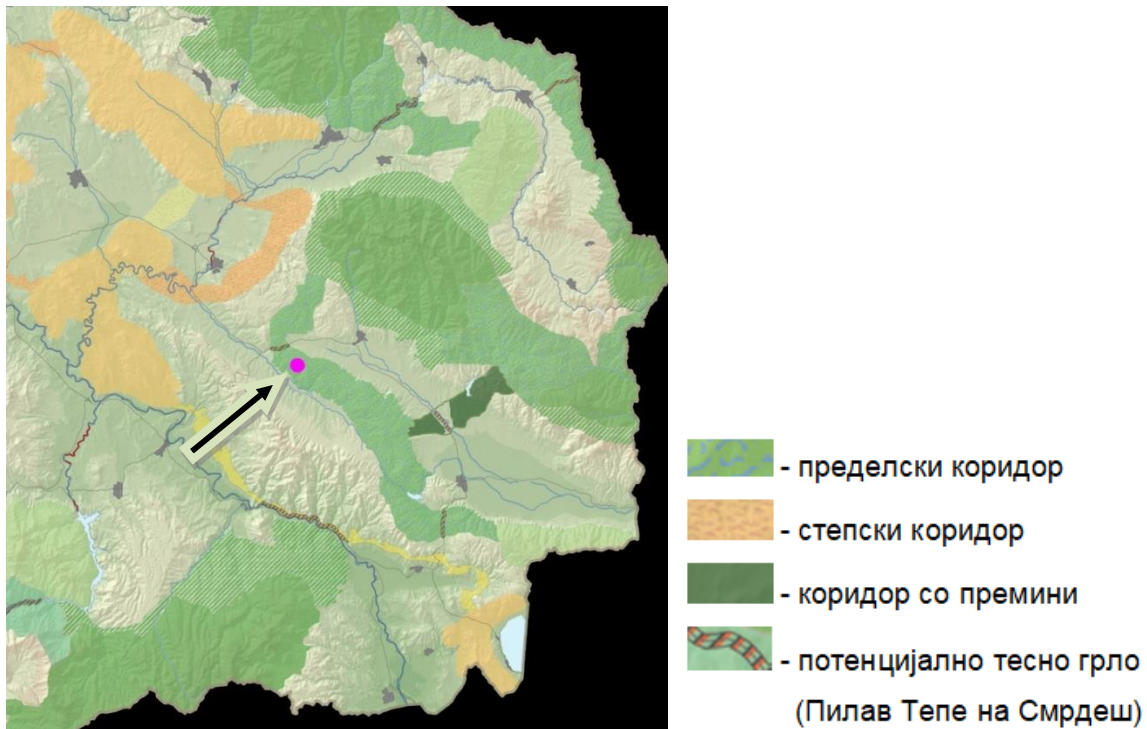 - пределски коридор
- степски коридор
- коридор со премини
- потенцијално тесно грло
(Пилав Тепе на Смрдеш)